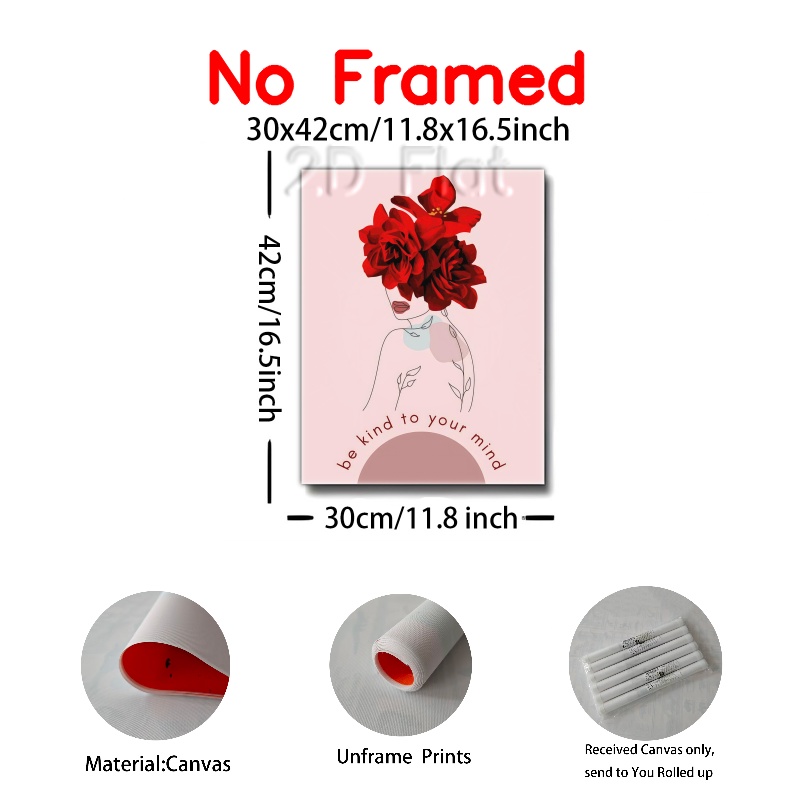 No Framed
30x42cm/11.8x16.5inch
2.D Flat
42cm/16.5inch
be kind to your mind
30cm/11.8 inch
Material:Canvas
Unframe Prints
Received Canvas only,
send to You Rolled up